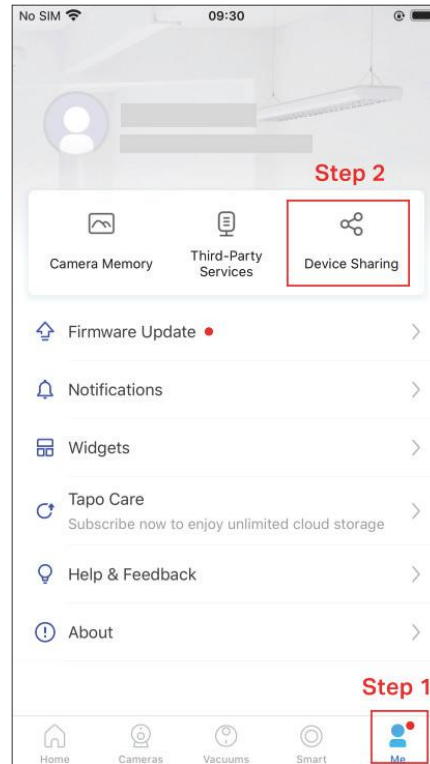 No SIM 09:30
Step 2
Camera Memory
Third-Party
Services
Device Sharing
Firmware Update
Notifications
Widgets
Tapo Care
Subscribe now to enjoy unlimited cloud storage
Help & Feedback
About
Step 1
Home Cameras Vacuums Smart Me